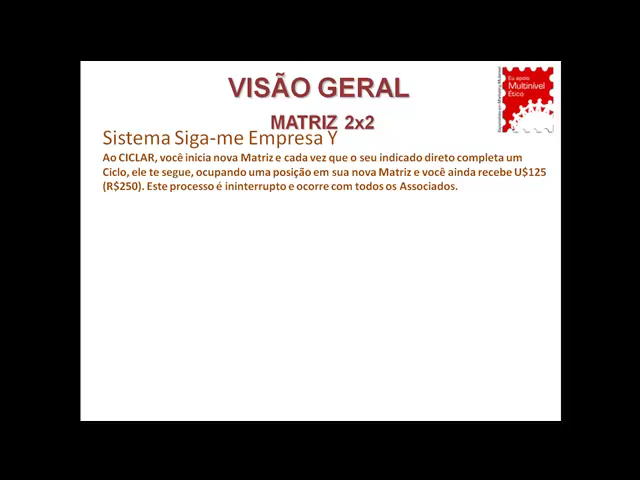 VISÃO GERAL
MATRIZ 2x2
Sistema Siga-me Empresa Y
Ao CICLAR, você inicia nova Matriz e cada vez que o seu indicado direto completa um
Ciclo, ele te segue, ocupando uma posição em sua nova Matriz e você ainda recebe U$125
(R$250). Este processo é ininterrupto e ocorre com todos os Associados.
Eu apoio
Multinível
Ético